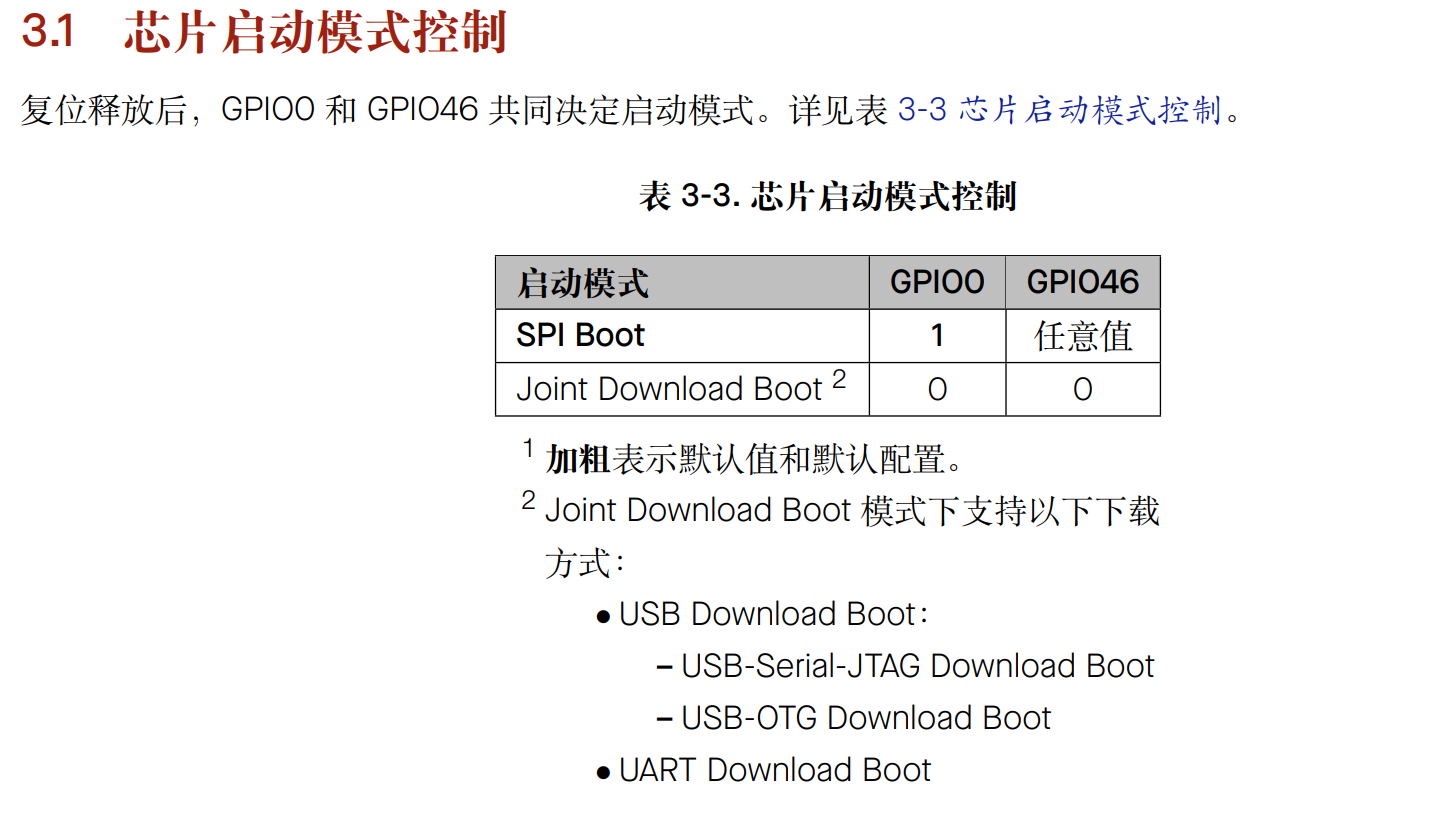 3.1 芯片启动模式控制
复位释放后，GPIO0 和 GPIO46 共同决定启动模式。详见表 3-3 芯片启动模式控制。
表 3-3. 芯片启动模式控制
启动模式 GPIO0 GPIO46
SPI Boot 1 任意值
Joint Download Boot 2 0 0
1 加粗表示默认值和默认配置。
2 Joint Download Boot 模式下支持以下下载
方式：
• USB Download Boot：
– USB-Serial-JTAG Download Boot
– USB-OTG Download Boot
• UART Download Boot